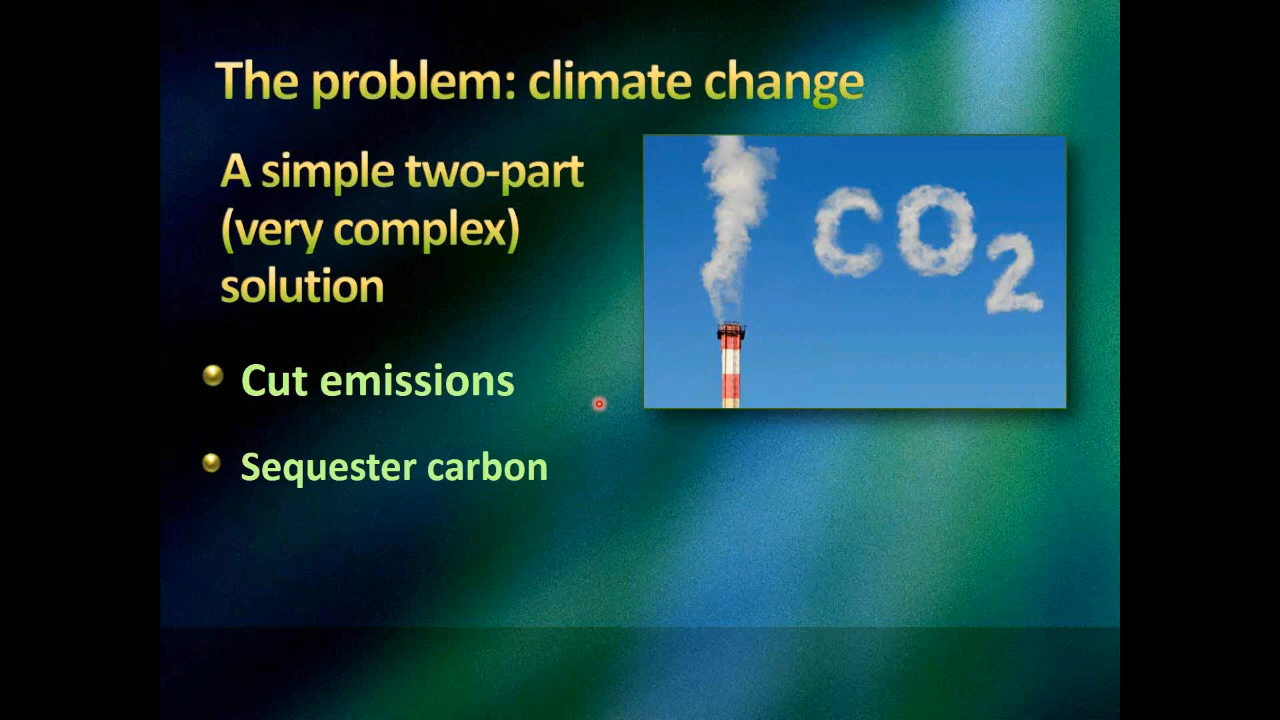 The problem: climate change
A simple two-part
(very complex)
solution
Cut emissions
Sequester carbon
CO2